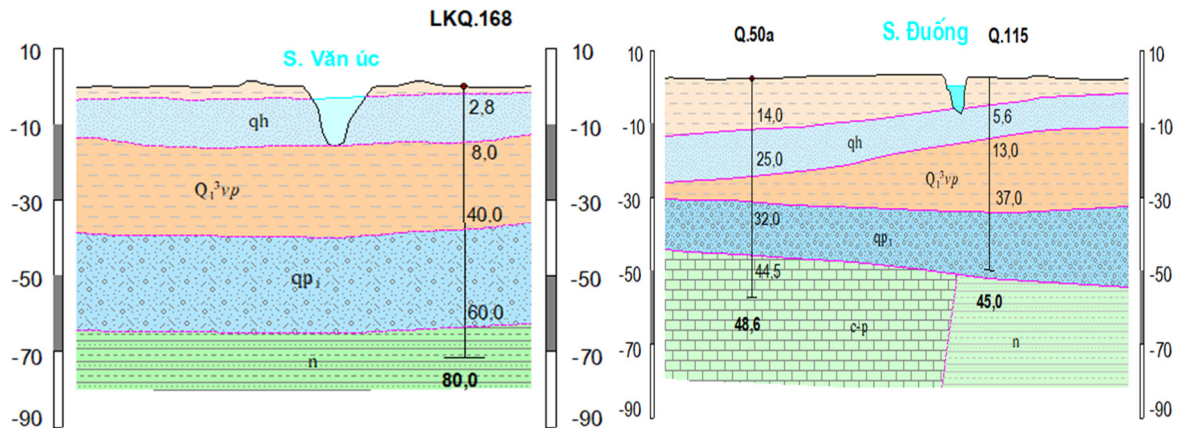 LKQ.168
S. Văn úc
10
-10
-30
-50
-70
-90
2,8
qh
8,0
Q₁³vp
40,0
qp₁
60,0
n
80,0
10
-10
-30
-50
-70
-90
Q.50a
S. Đuống
Q.115
10
-10
-30
-50
-70
-90
14,0
5,6
qh
25,0
13,0
Q₁³vp
37,0
32,0
qp₁
44,5
48,6
45,0
c-p
n
10
-10
-30
-50
-70
-90